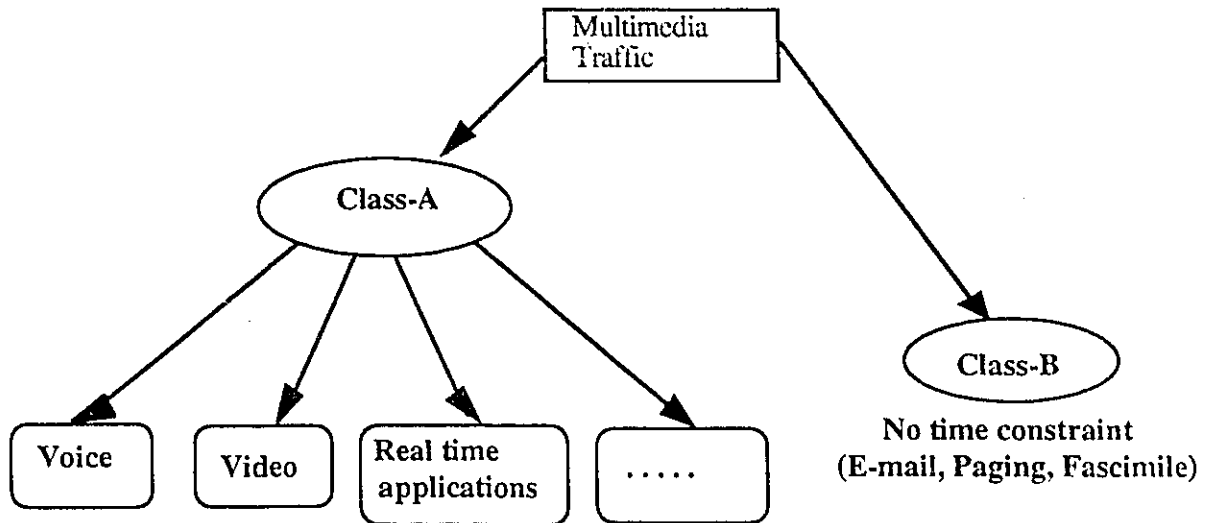 Multimedia
Traffic
Class-A
Class-B
Voice
Video
Real time
applications
.....
No time constraint
(E-mail, Paging, Fascimile)